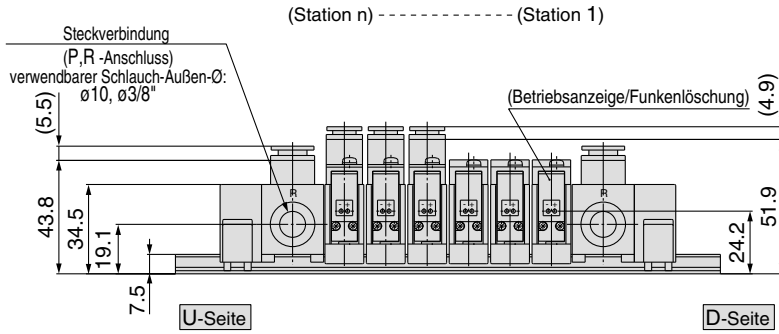 (Station n) - - - - - - - - - - - (Station 1)
Steckverbindung
(P,R -Anschluss)
verwendbarer Schlauch-Außen-Ø:
ø10, ø3/8"
(Betriebsanzeige/Funkenlöschung)
(5.5)
(4.9)
43.8
34.5
19.1
7.5
R
R
24.2
51.9
U-Seite
D-Seite